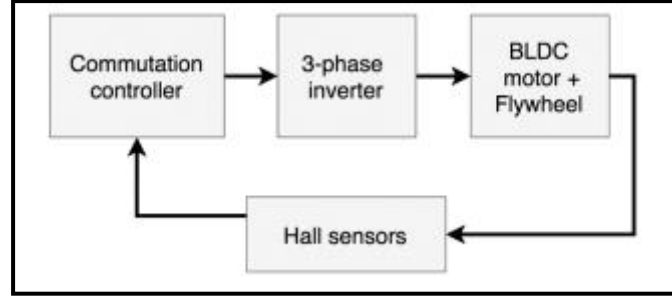 Commutation
controller
3-phase
inverter
BLDC
motor +
Flywheel
Hall sensors